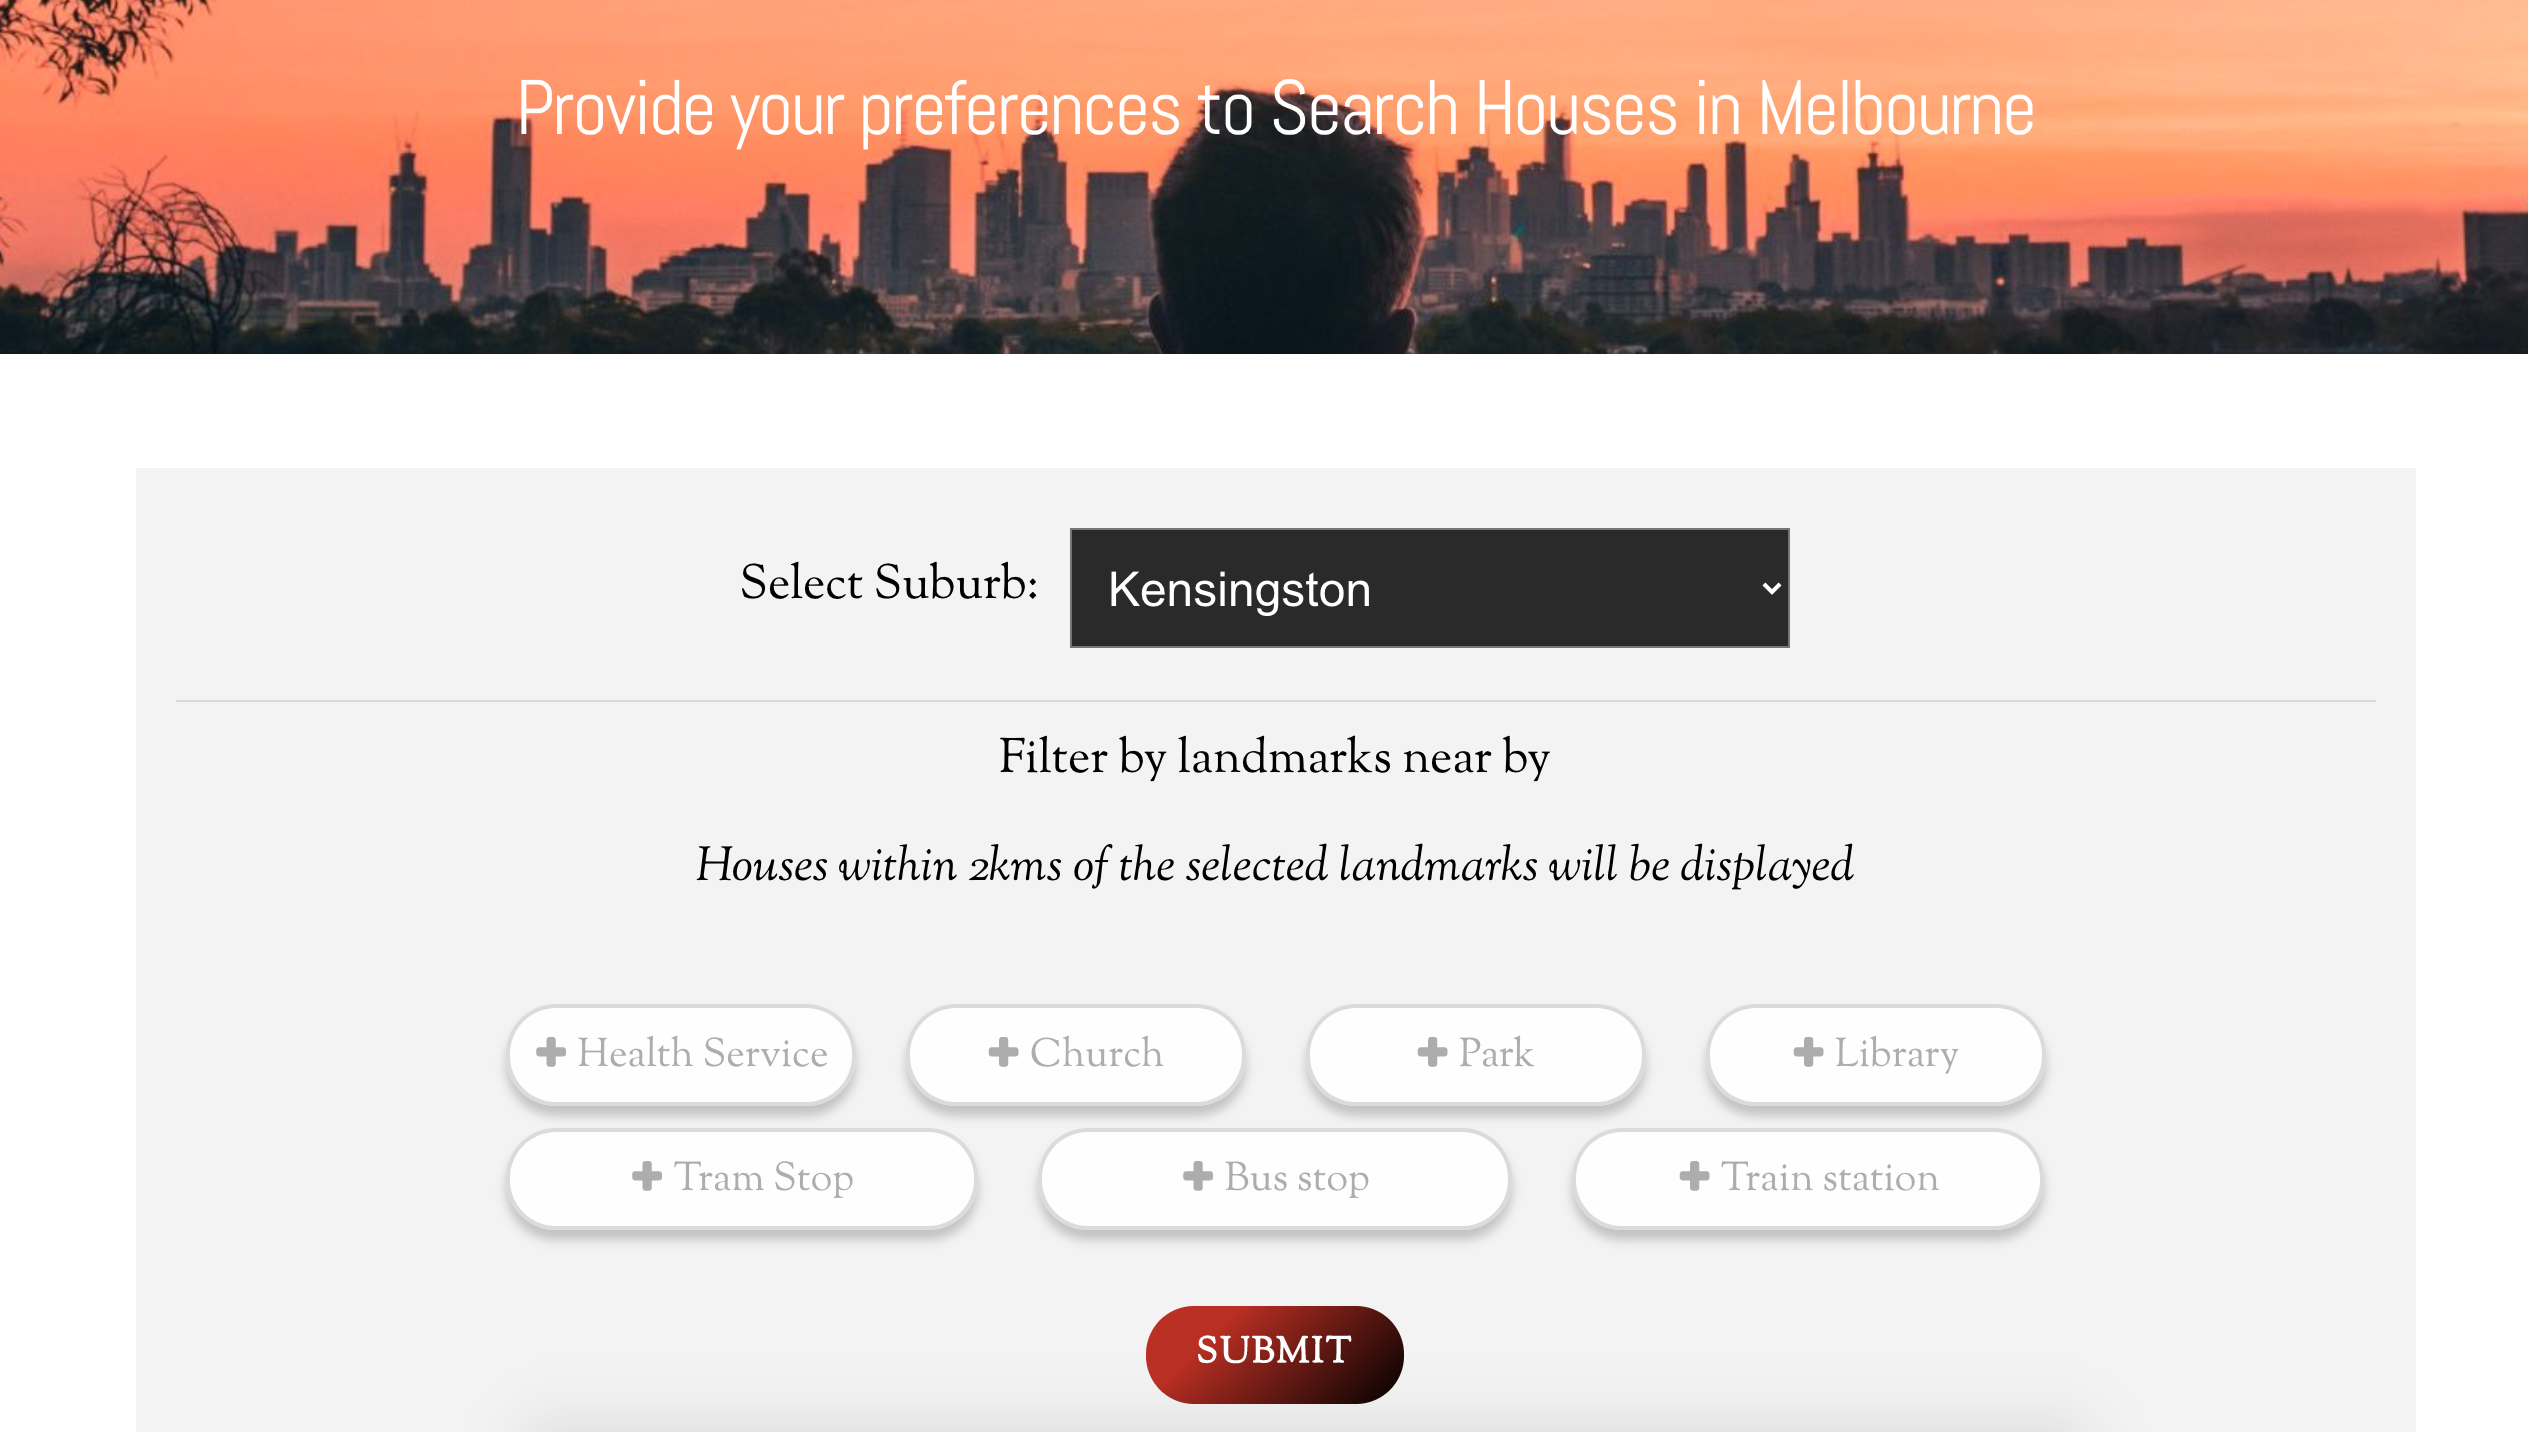 Provide your preferences to Search Houses in Melbourne
Select Suburb: Kensingston
Filter by landmarks near by
Houses within 2kms of the selected landmarks will be displayed
Health Service Church Park Library
Tram Stop Bus stop Train station
SUBMIT